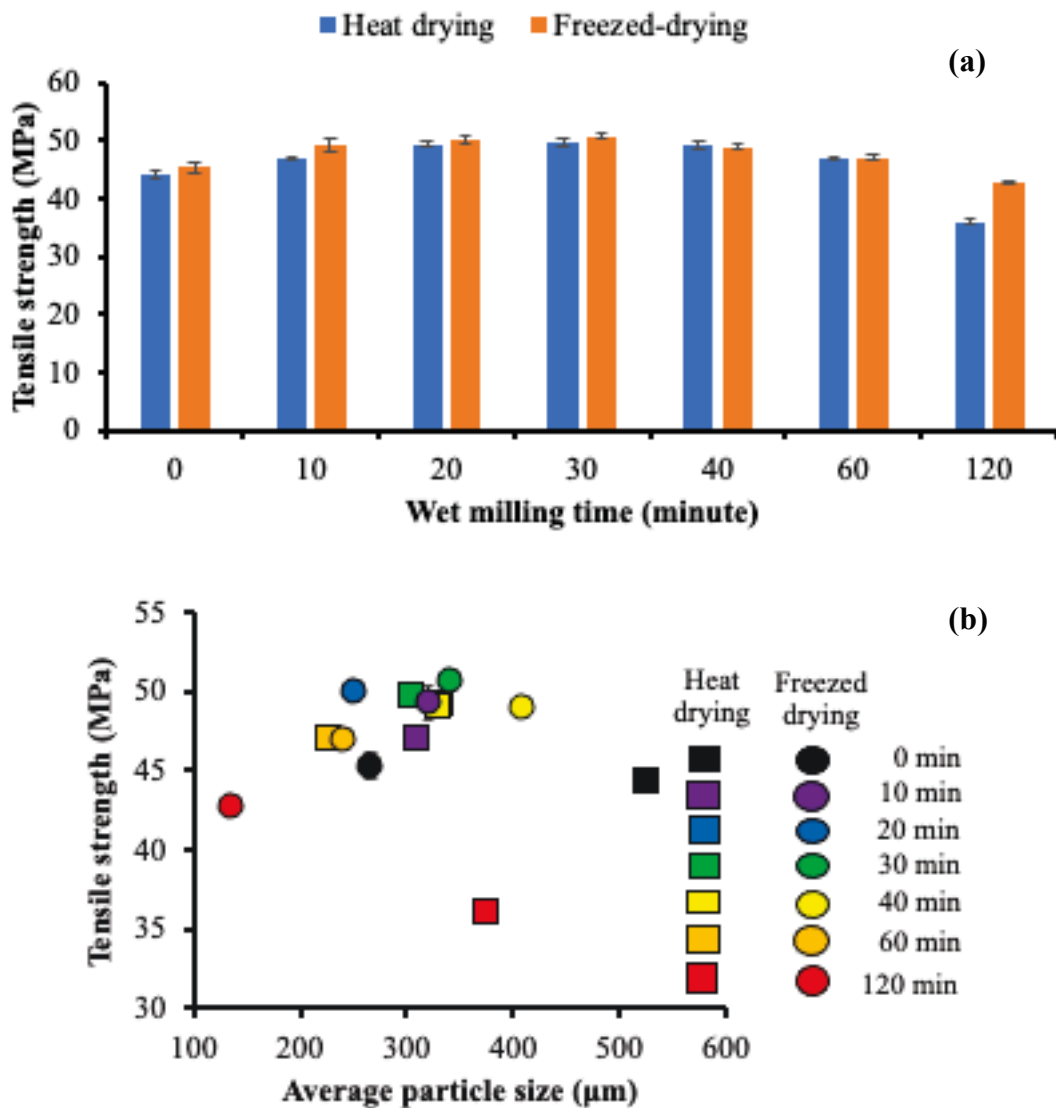 Heat drying Freezed-drying
(a)
60
50
40
30
20
10
0
Tensile strength (MPa)
0 10 20 30 40 60 120
Wet milling time (minute)
(b)
55
50
45
40
35
30
Tensile strength (MPa)
100 200 300 400 500 600
Average particle size (μm)
Heat Freezed
drying drying
0 min
10 min
20 min
30 min
40 min
60 min
120 min